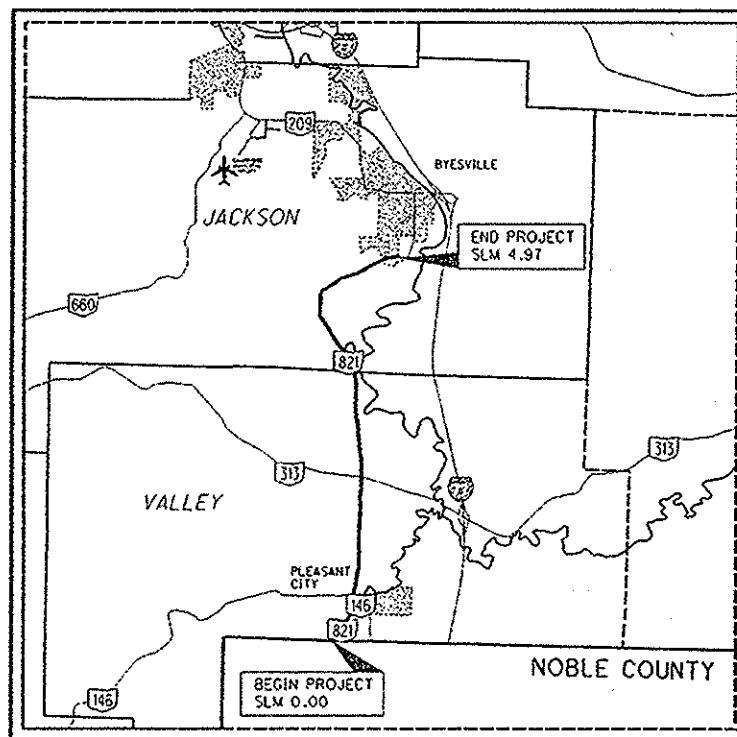 209
BYESVILLE
JACKSON
END PROJECT
SLM 4.97
660
821
313
313
VALLEY
PLEASANT
CITY
146
821
146
BEGIN PROJECT
SLM 0.00
NOBLE COUNTY